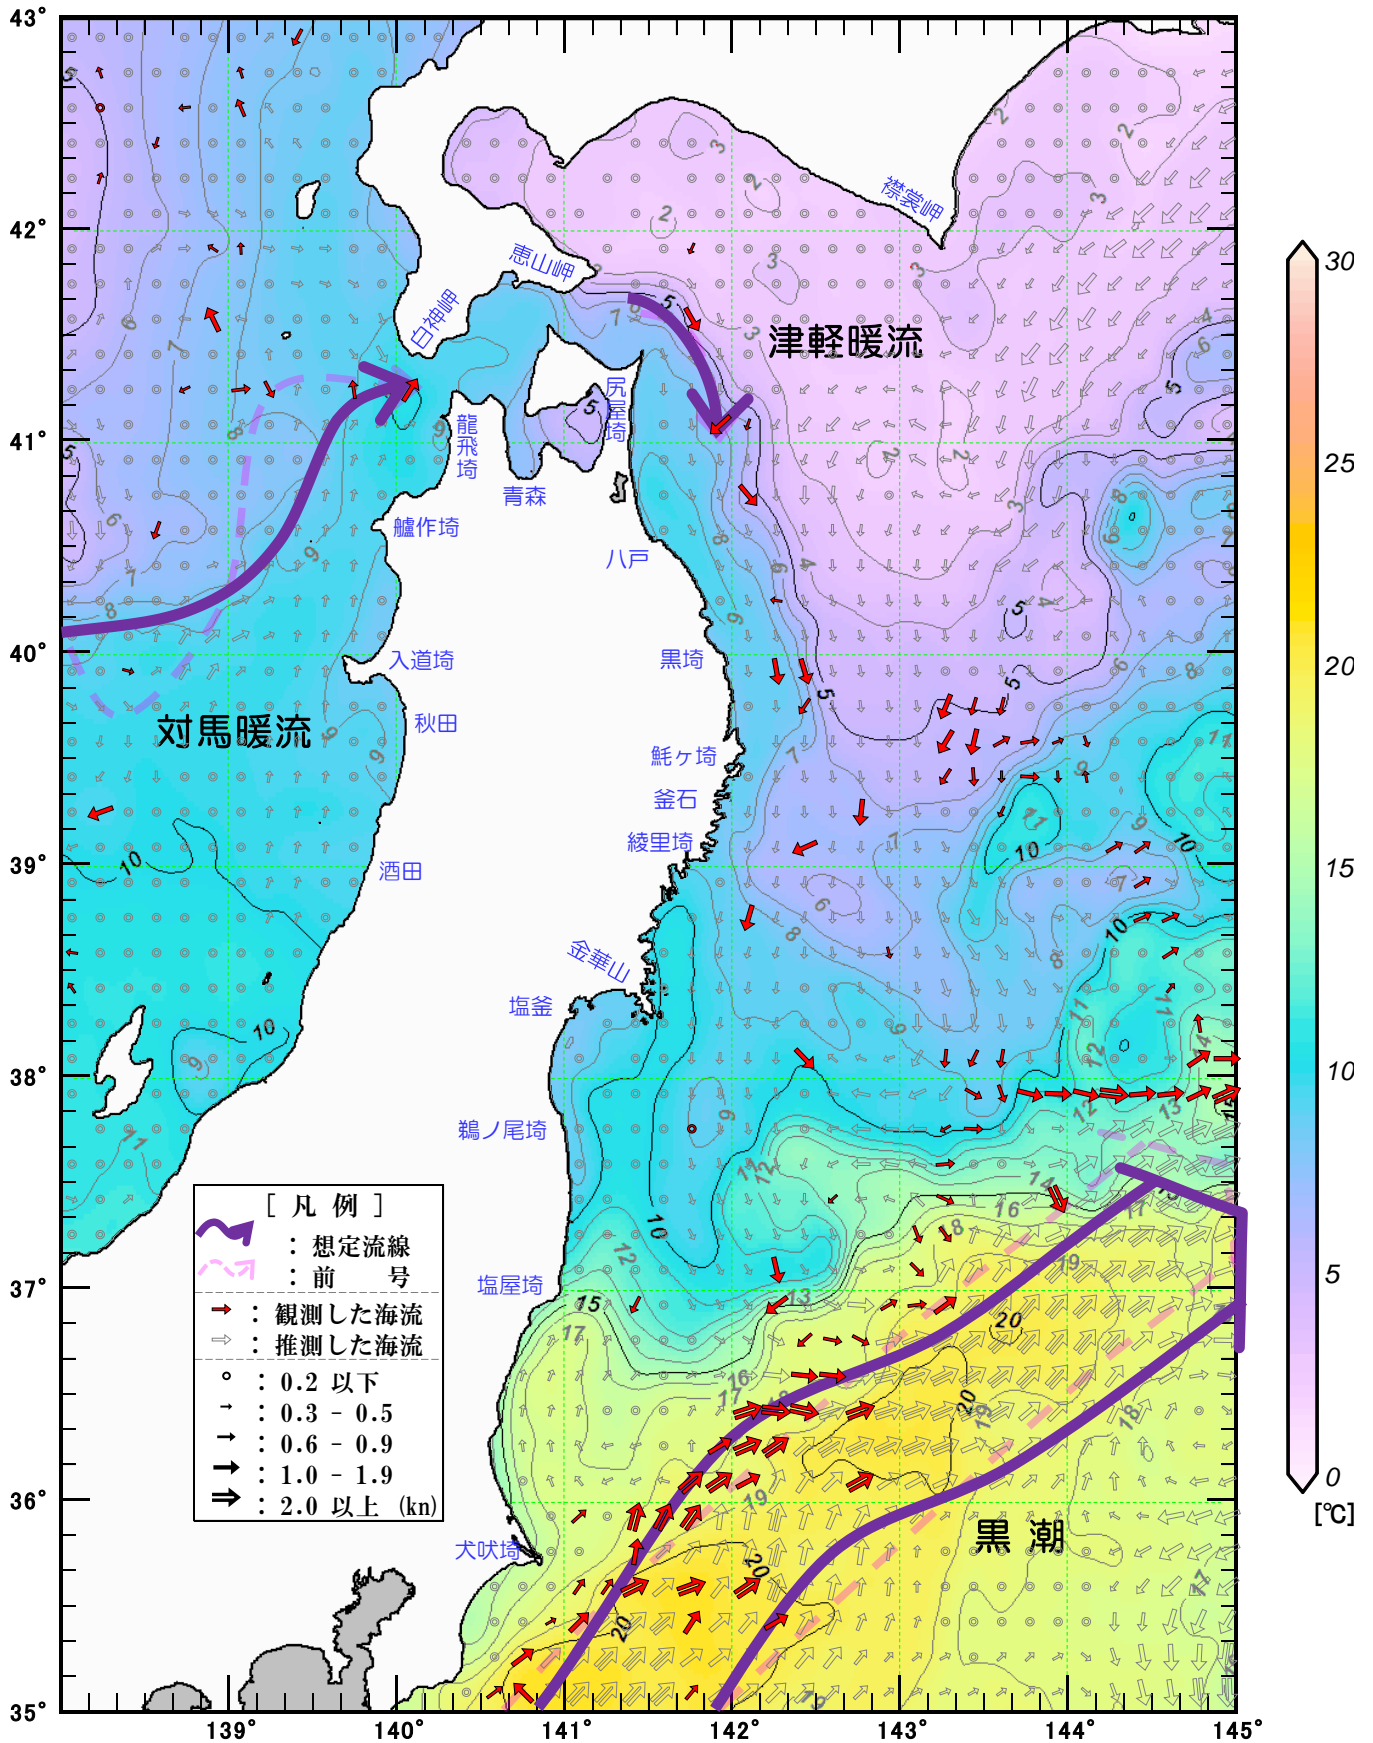 43°
42°
41°
40°
39°
38°
37°
36°
35°
139°
140°
141°
142°
143°
144°
145°
襟裳岬
恵山岬
白神岬
津軽暖流
尻屋埼
龍飛埼
青森
艫作埼
八戸
入道埼
黒埼
秋田
対馬暖流
魹ヶ埼
釜石
綾里埼
酒田
金華山
塩釜
鵜ノ尾埼
塩屋埼
犬吠埼
黒潮
[ 凡 例 ]
: 想定流線
: 前 号
: 観測した海流
: 推測した海流
: 0.2 以下
: 0.3 - 0.5
: 0.6 - 0.9
: 1.0 - 1.9
: 2.0 以上 (kn)
30
25
20
15
10
5
0
[℃]